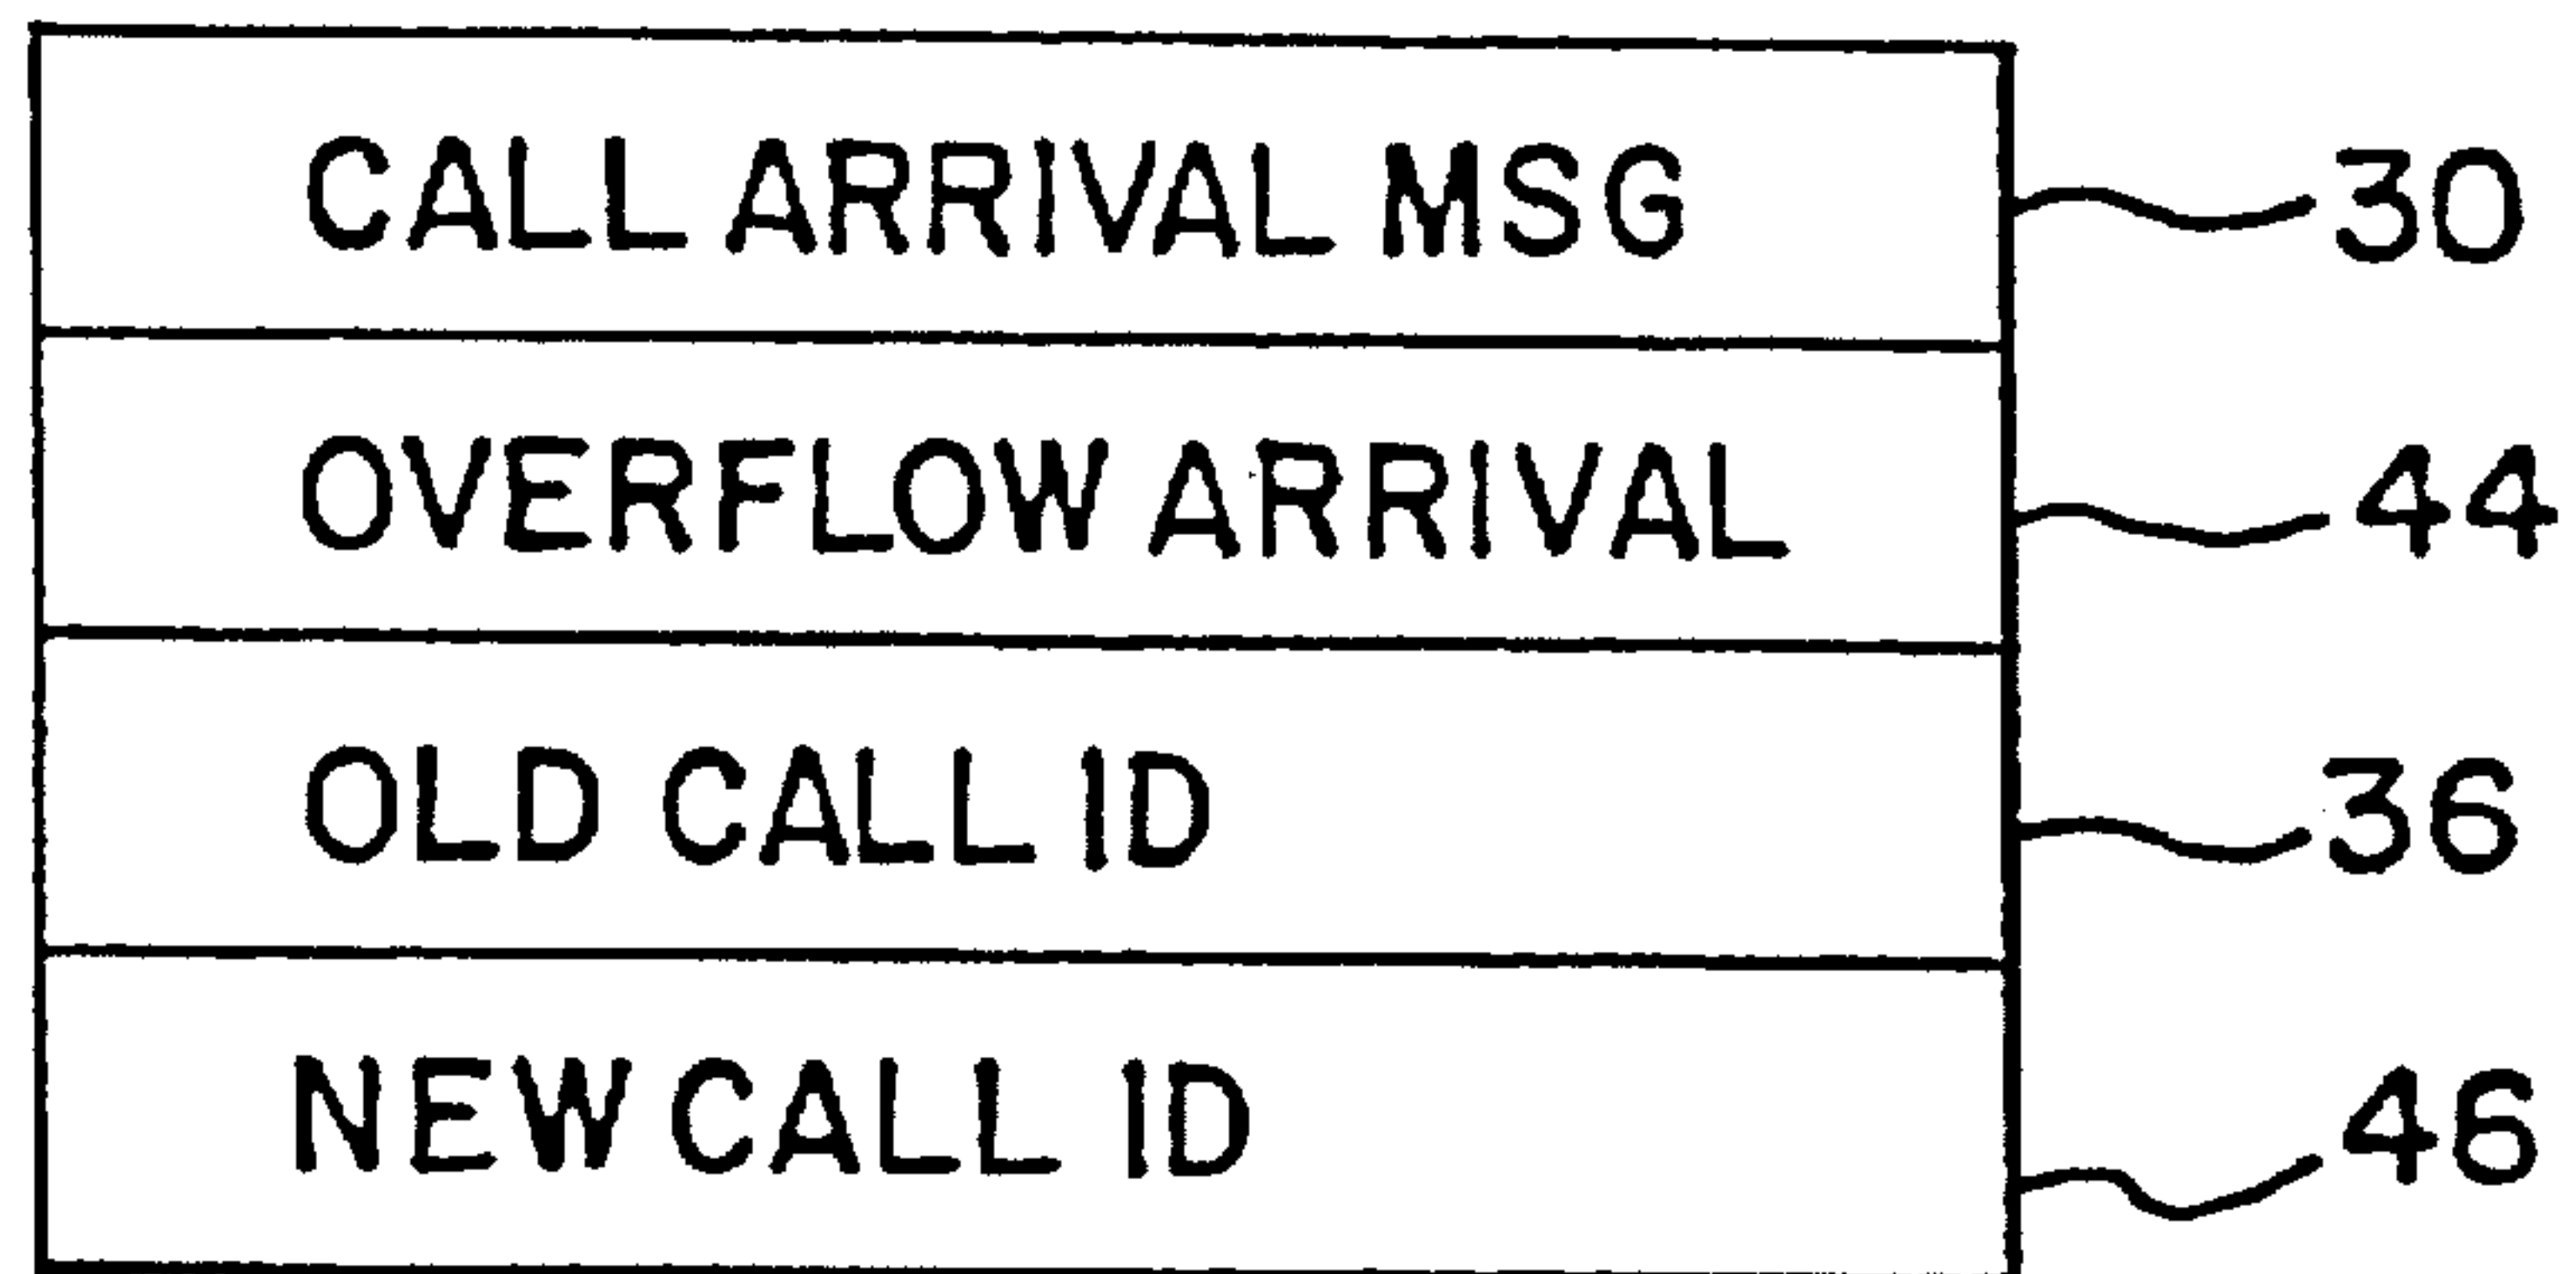 CALL ARRIVAL MSG 30
OVERFLOW ARRIVAL 44
OLD CALL ID 36
NEW CALL ID 46